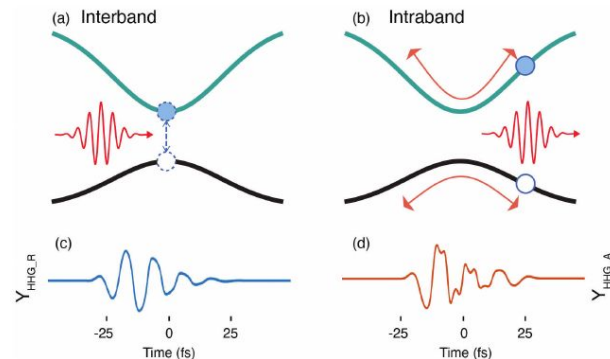 (a) Interband
(b) Intraband
(c)
Y_HHG_R
-25 0 25
Time (fs)
(d)
Y_HHG_A
-25 0 25
Time (fs)